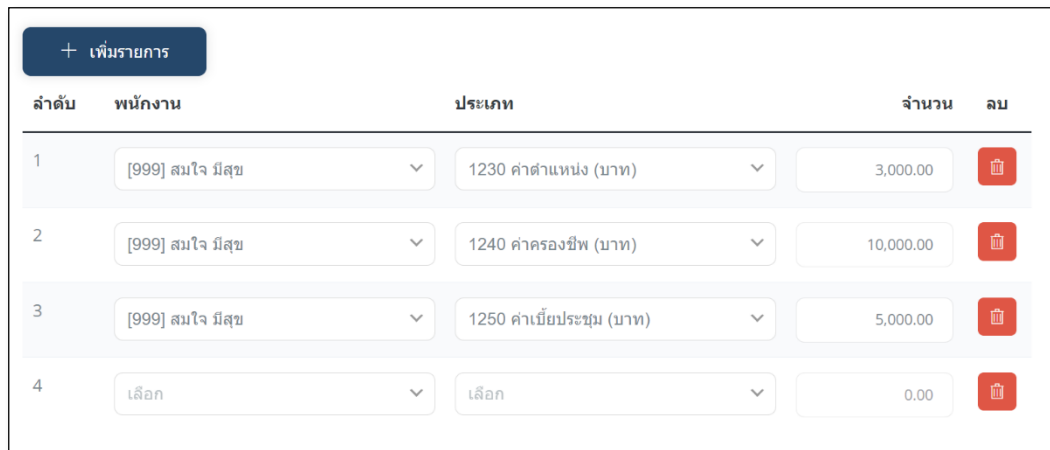 + เพิ่มรายการ
ลำดับ พนักงาน ประเภท จำนวน ลบ
1 [999] สมใจ มีสุข 1230 ค่าตำแหน่ง (บาท) 3,000.00
2 [999] สมใจ มีสุข 1240 ค่าครองชีพ (บาท) 10,000.00
3 [999] สมใจ มีสุข 1250 ค่าเบี้ยประชุม (บาท) 5,000.00
4 เลือก เลือก 0.00